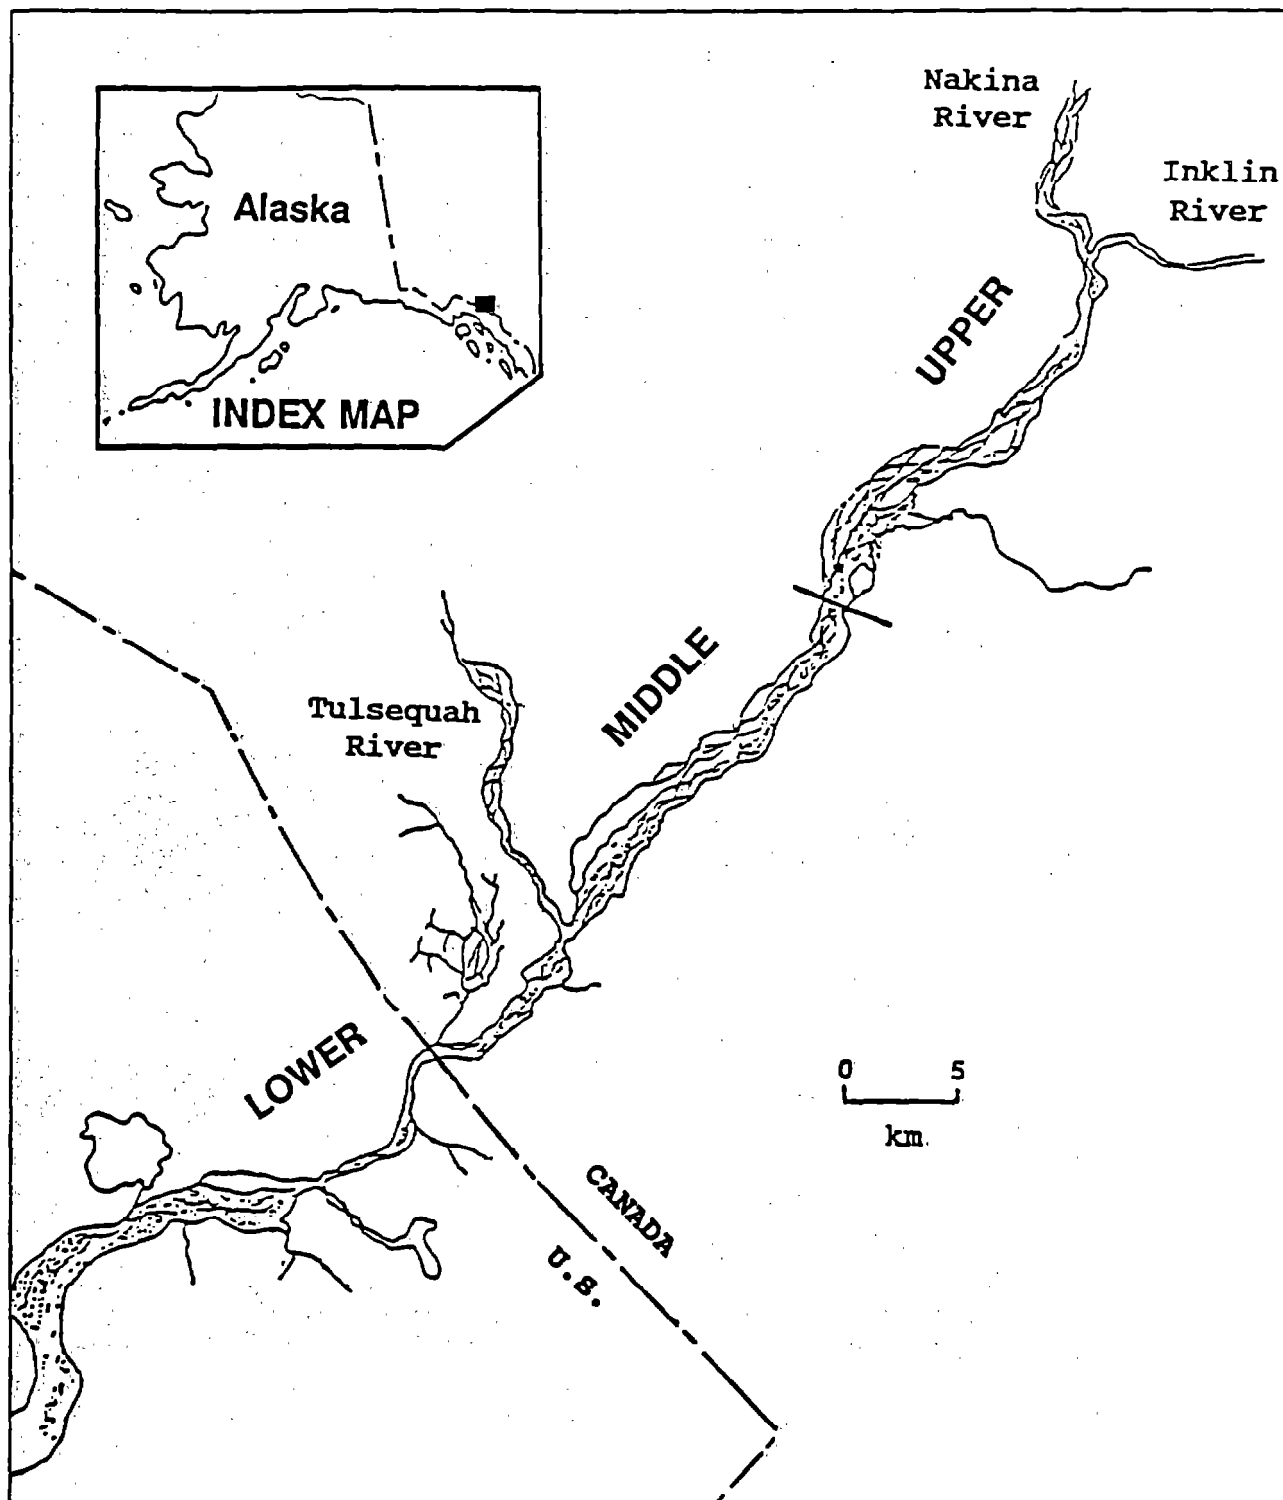 Nakina
River
Inklin
River
Alaska
INDEX MAP
UPPER
MIDDLE
Tulsequah
River
LOWER
0 5
km.
CANADA
U.S.